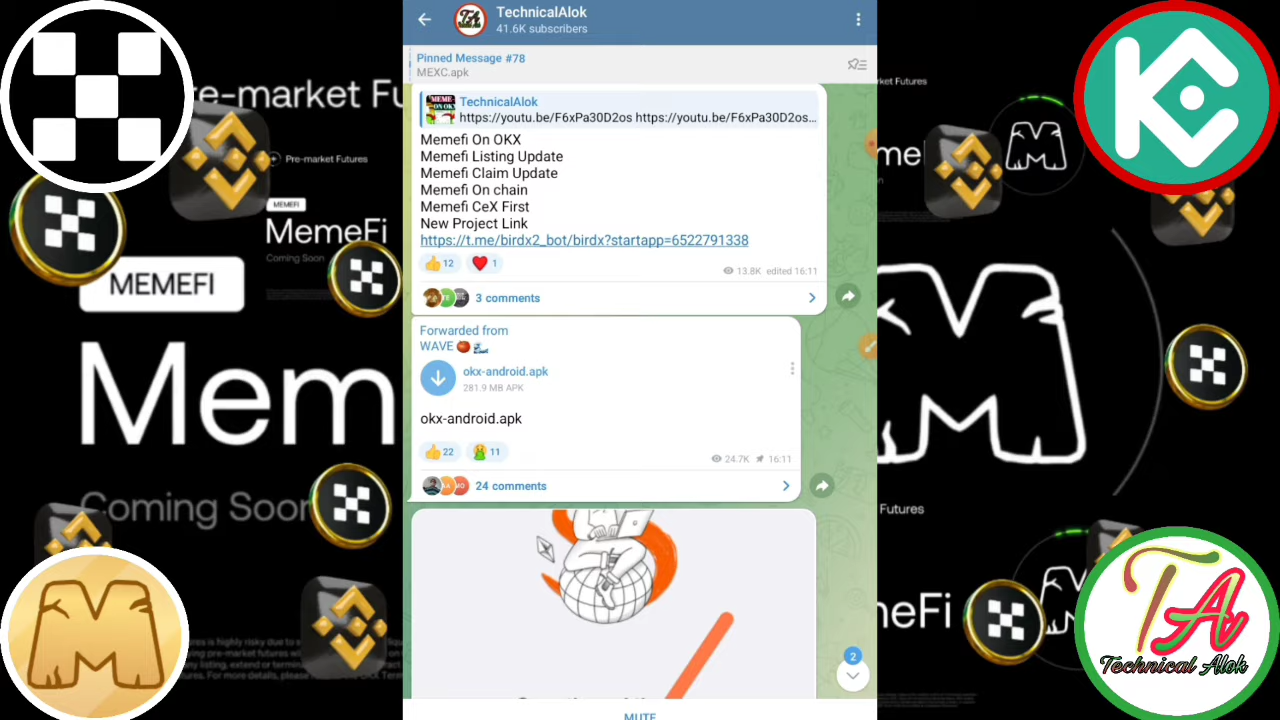 TechnicalAlok
41.6K subscribers
Pinned Message #78
MEXC.apk
TechnicalAlok
https://youtu.be/F6xPa30D2os https://youtu.be/F6xPa30D2os...
Memefi On OKX
Memefi Listing Update
Memefi Claim Update
Memefi On chain
Memefi CeX First
New Project Link
https://t.me/birdx2_bot/birdx?startapp=6522791338
12
1
13.8K edited 16:11
3 comments
Forwarded from
WAVE
okx-android.apk
281.9 MB APK
okx-android.apk
22
11
24.7K 16:11
24 comments
2
MUTE
re-market Fu
Pre-market Futures
MEMEFI
MemeFi
Coming Soon
MEMEFI
Mem
Coming Soon
rket Futures
meFi
Futures
neFi
TA
Technical Alok